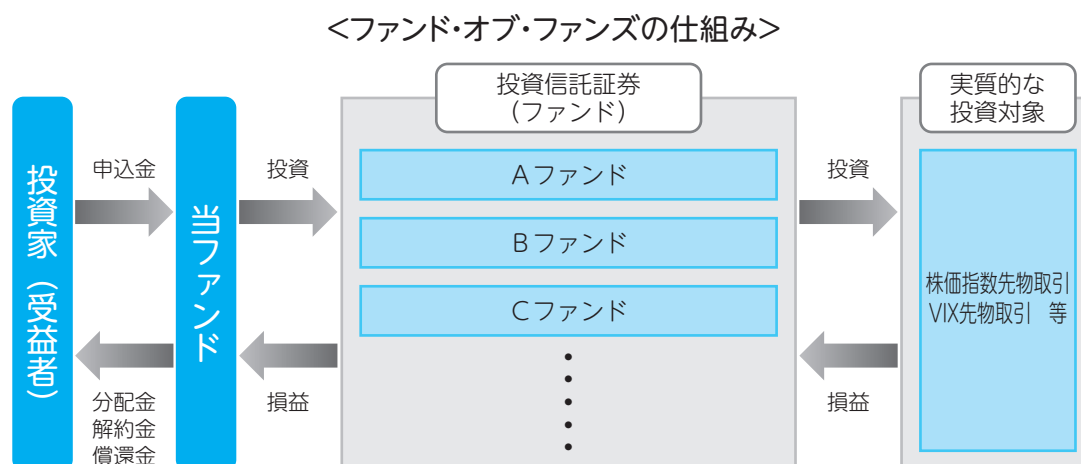 ＜ファンド・オブ・ファンズの仕組み＞
投資家（受益者）
申込金
分配金
解約金
償還金
当ファンド
投資
損益
投資信託証券
（ファンド）
Aファンド
Bファンド
Cファンド
投資
損益
実質的な
投資対象
株価指数先物取引
VIX先物取引　等